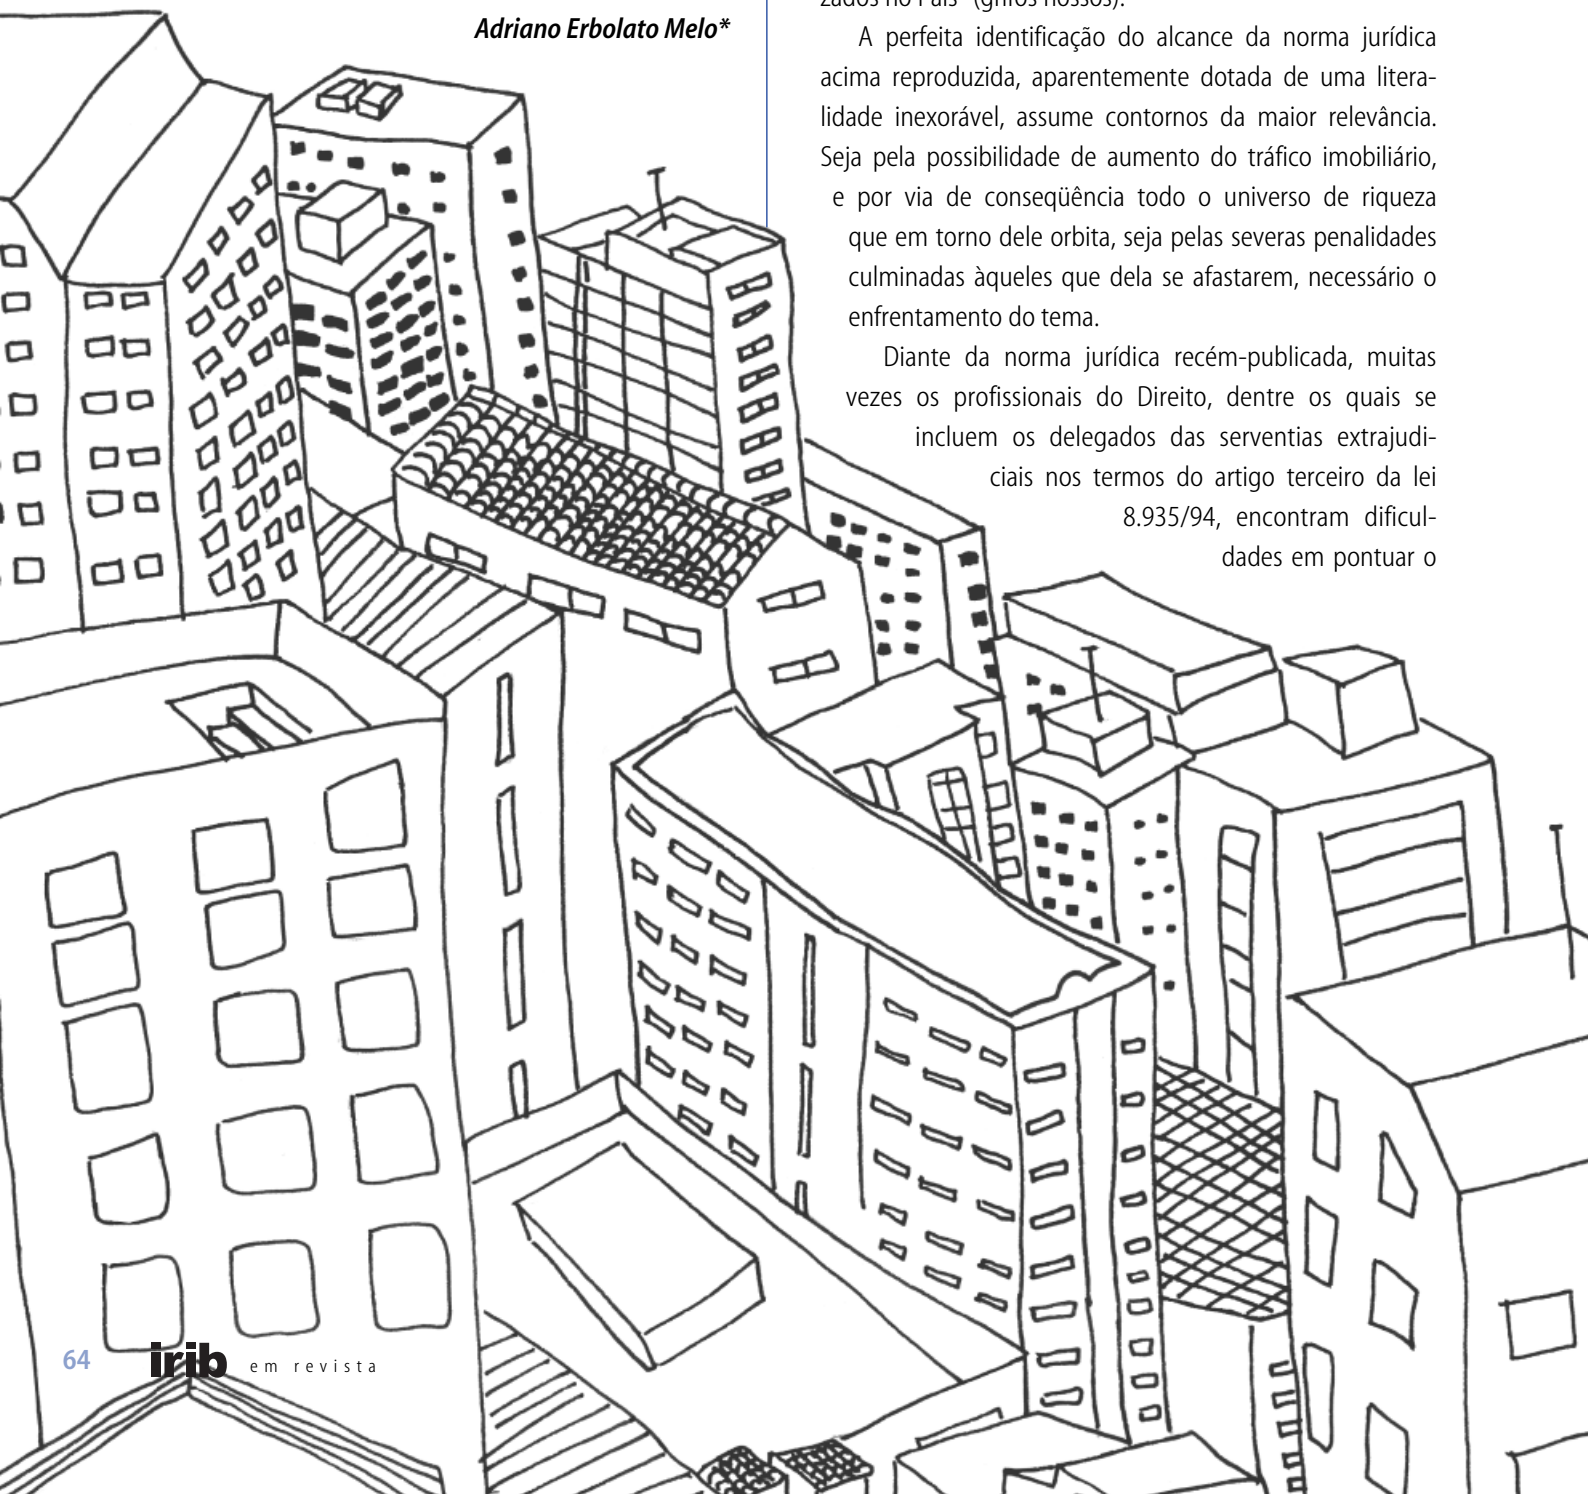 Adriano Erbolato Melo*
zados no País" (grifos nossos).
A perfeita identificação do alcance da norma jurídica
acima reproduzida, aparentemente dotada de uma litera-
lidade inexorável, assume contornos da maior relevância.
Seja pela possibilidade de aumento do tráfico imobiliário,
e por via de conseqüência todo o universo de riqueza
que em torno dele orbita, seja pelas severas penalidades
culminadas àqueles que dela se afastarem, necessário o
enfrentamento do tema.
Diante da norma jurídica recém-publicada, muitas
vezes os profissionais do Direito, dentre os quais se
incluem os delegados das serventias extrajudi-
ciais nos termos do artigo terceiro da lei
8.935/94, encontram dificul-
dades em pontuar o
64 irib em revista